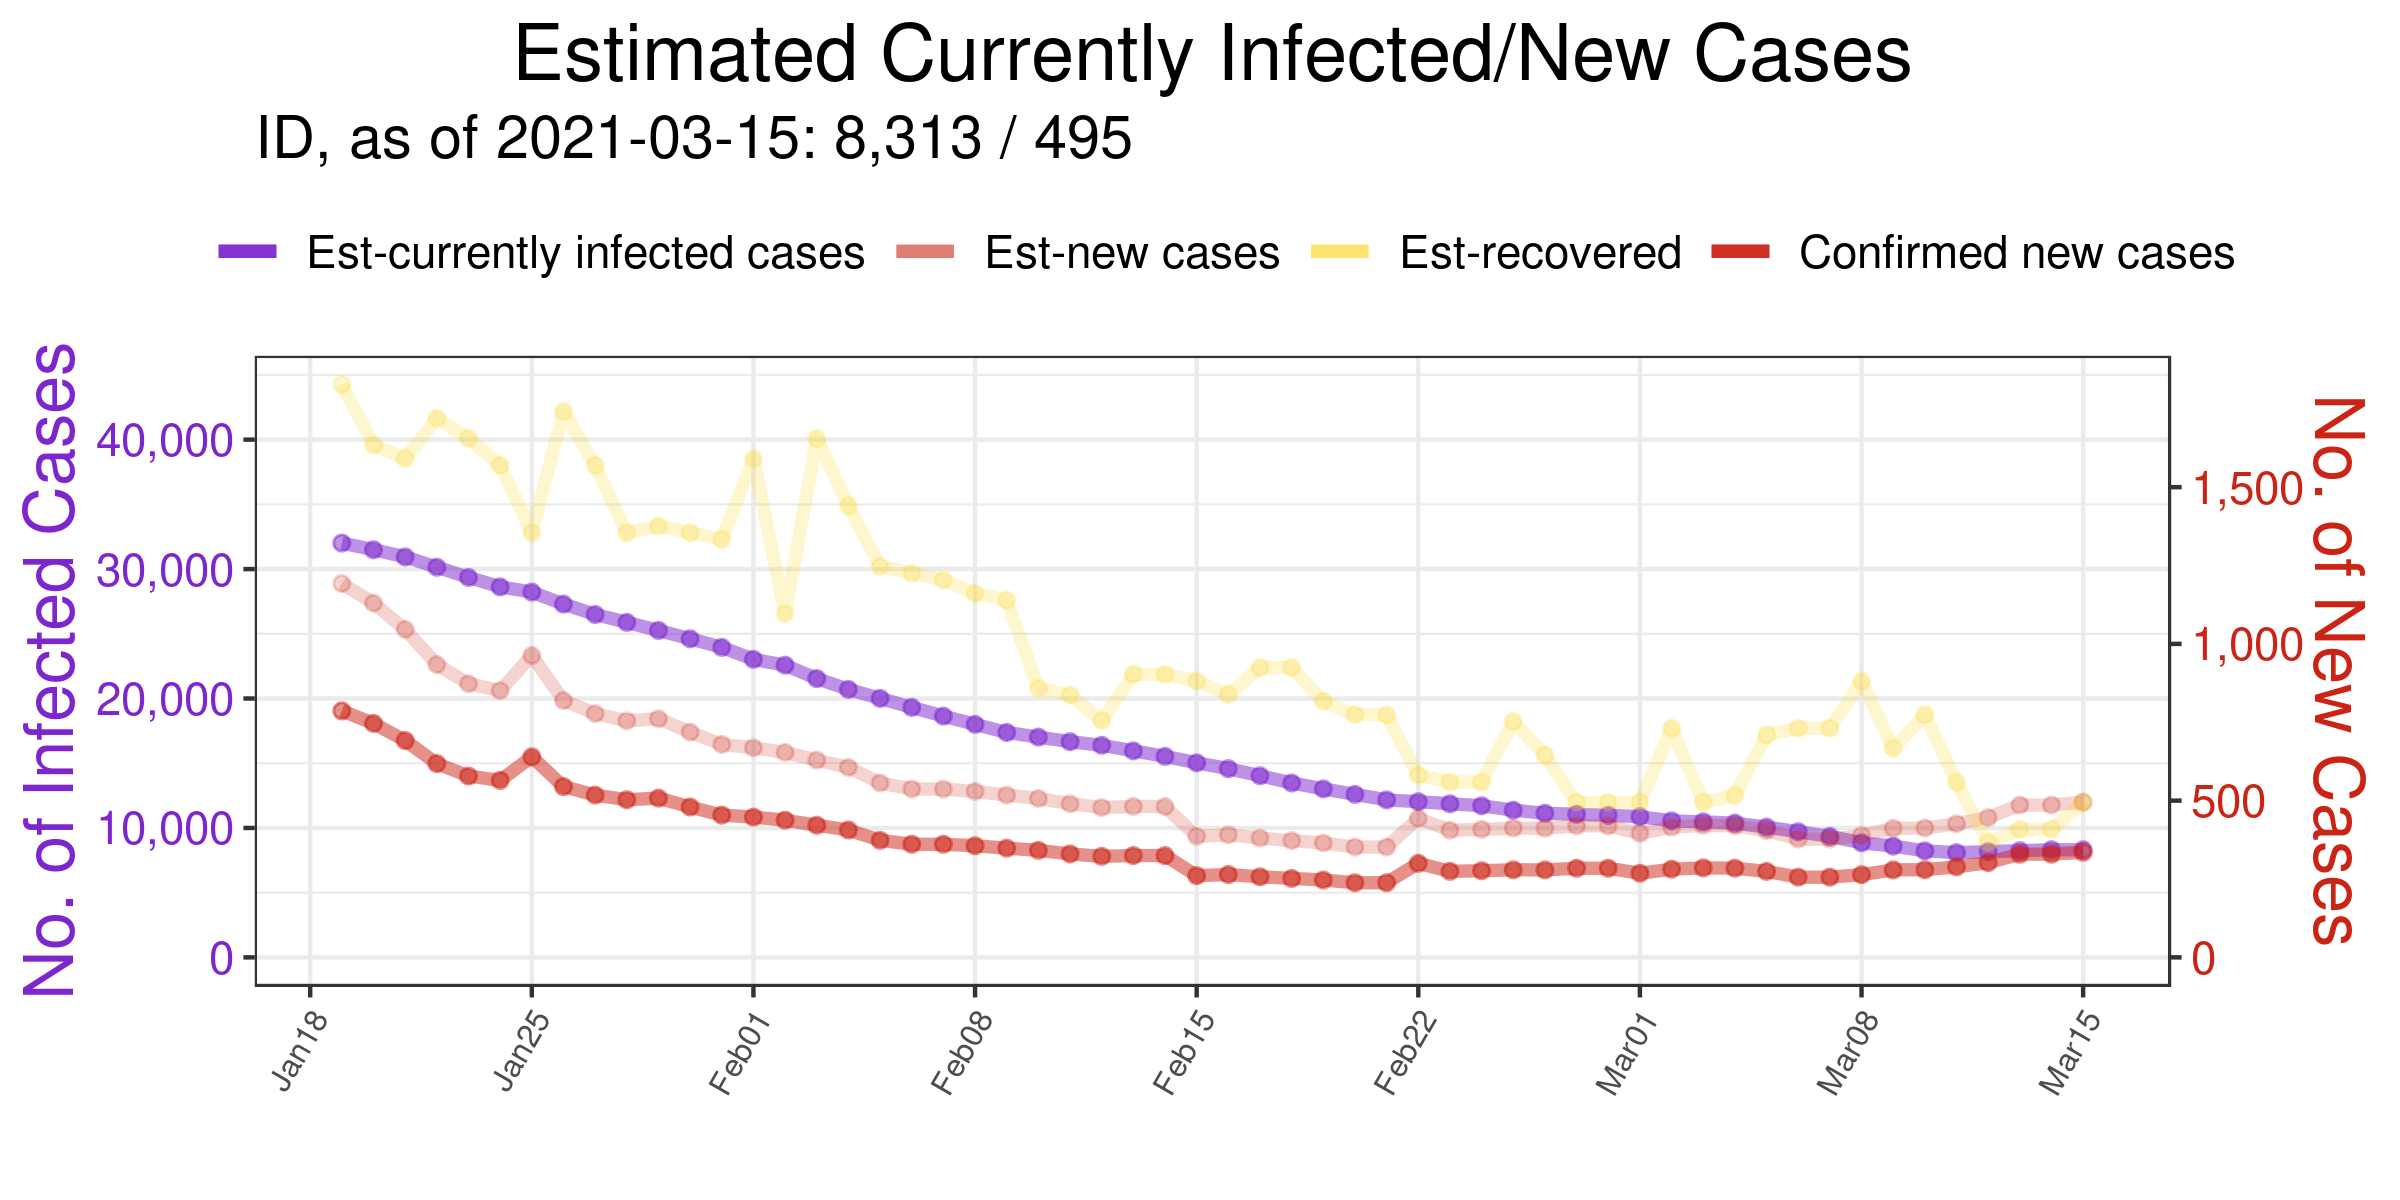 Estimated Currently Infected/New Cases
ID, as of 2021-03-15: 8,313 / 495
Est-currently infected cases Est-new cases Est-recovered Confirmed new cases
No. of Infected Cases
40,000
30,000
20,000
10,000
0
1,500
1,000
500
0
No. of New Cases
Jan18 Jan25 Feb01 Feb08 Feb15 Feb22 Mar01 Mar08 Mar15